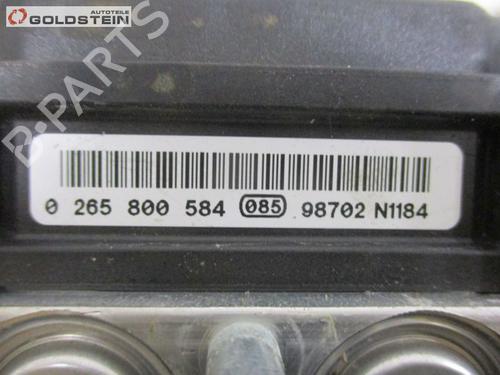 AUTOTEILE
GOLDSTEIN
B-PARTS
0 265 800 584 085 98702 N1184